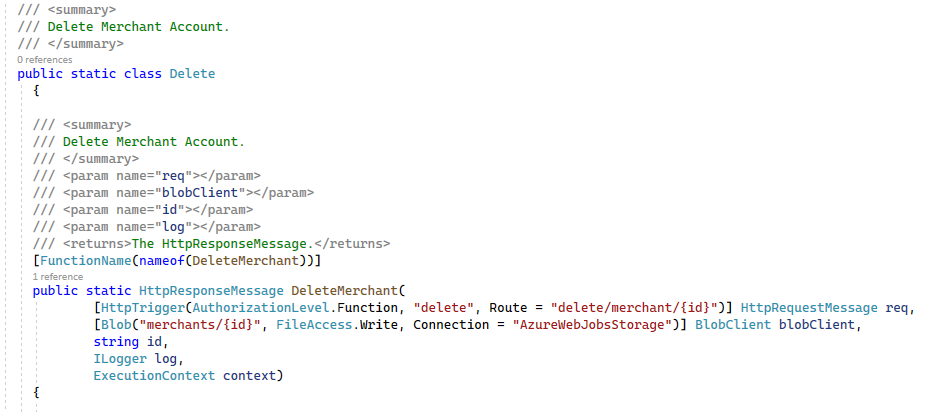 /// <summary>
/// Delete Merchant Account.
/// </summary>
0 references
public static class Delete
{
/// <summary>
/// Delete Merchant Account.
/// </summary>
/// <param name="req"></param>
/// <param name="blobClient"></param>
/// <param name="id"></param>
/// <param name="log"></param>
/// <returns>The HttpResponseMessage.</returns>
[FunctionName(nameof(DeleteMerchant))]
1 reference
public static HttpResponseMessage DeleteMerchant(
[HttpTrigger(AuthorizationLevel.Function, "delete", Route = "delete/merchant/{id}")] HttpRequestMessage req,
[Blob("merchants/{id}", FileAccess.Write, Connection = "AzureWebJobsStorage")] BlobClient blobClient,
string id,
ILogger log,
ExecutionContext context)
{